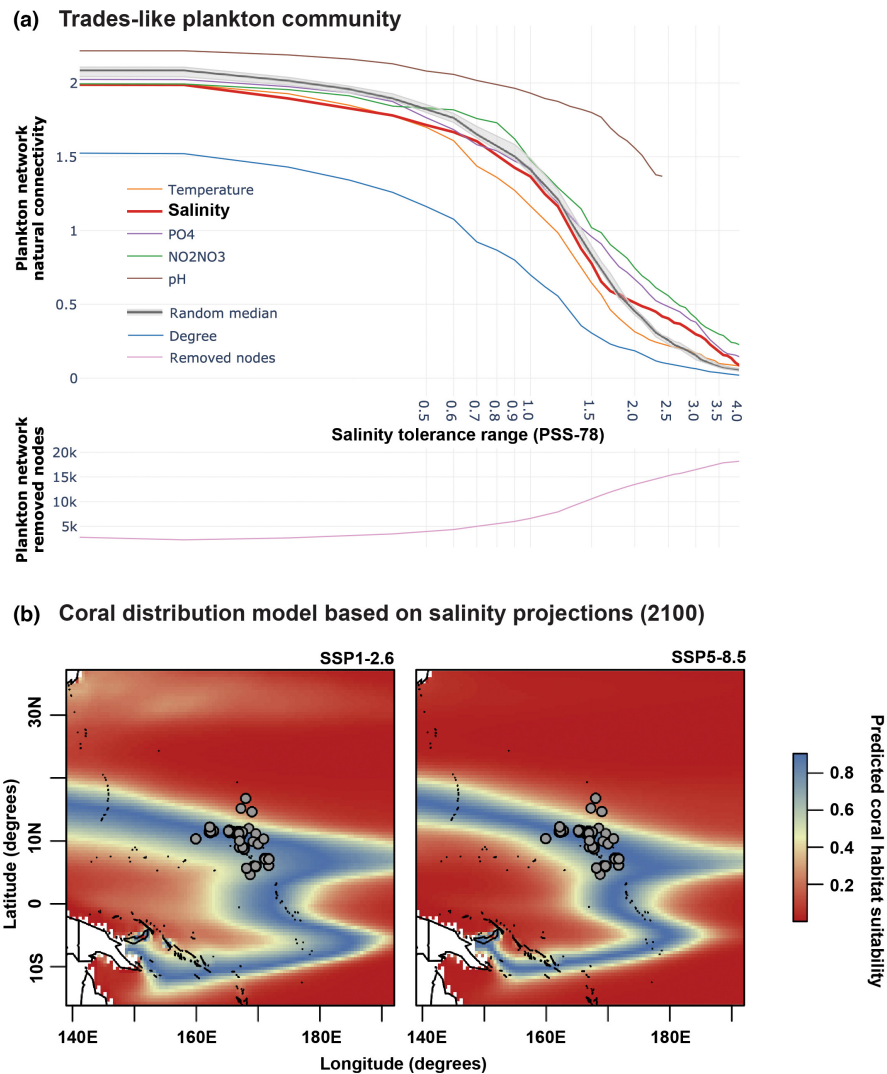 (a) Trades-like plankton community
Plankton network
natural connectivity
2
1.5
1
0.5
0
Temperature
Salinity
PO4
NO2NO3
pH
Random median
Degree
Removed nodes
0.5 0.6 0.7 0.8 0.9 1.0 1.5 2.0 2.5 3.0 3.5 4.0
Salinity tolerance range (PSS-78)
Plankton network
removed nodes
20k
15k
10k
5k
(b) Coral distribution model based on salinity projections (2100)
SSP1-2.6 SSP5-8.5
Latitude (degrees)
30N
10N
0
10S
140E 160E 180E 140E 160E 180E
Longitude (degrees)
0.8
0.6
0.4
0.2
Predicted coral habitat suitability